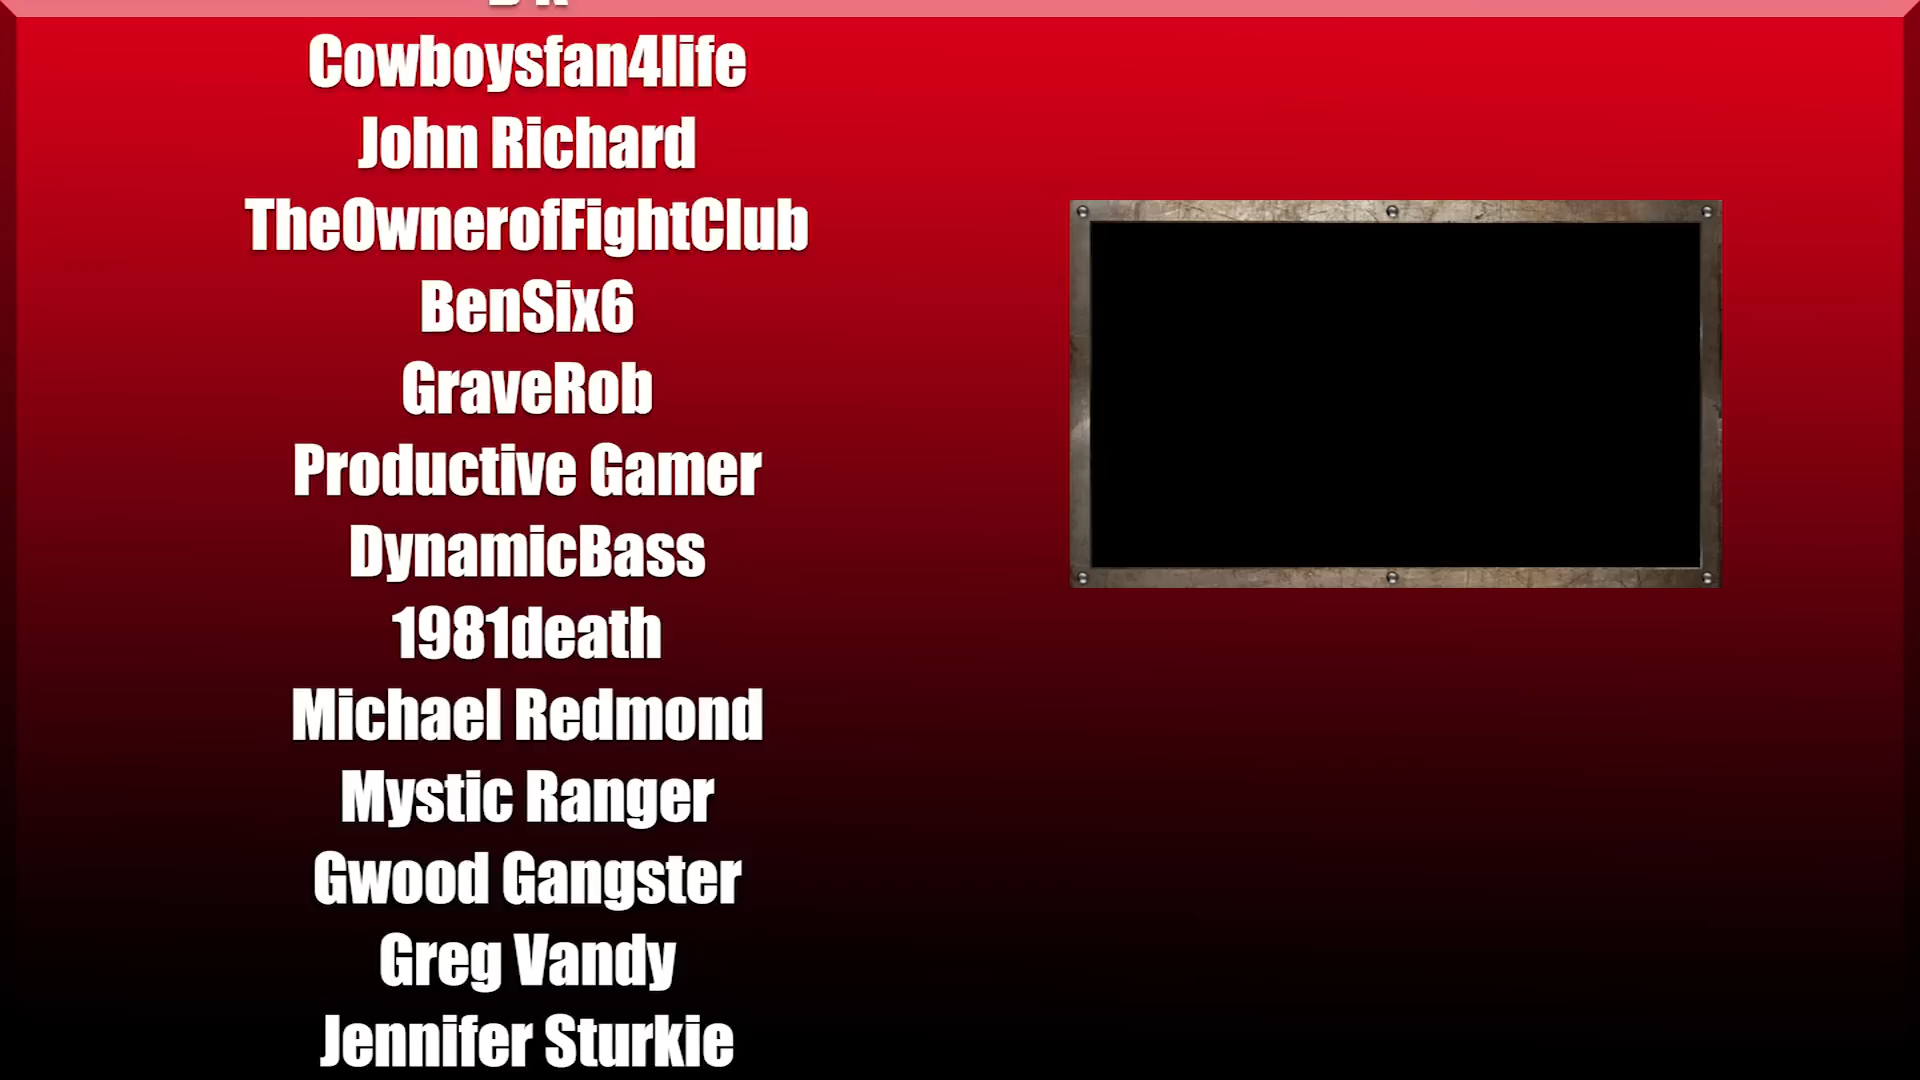 Cowboysfan4life
John Richard
TheOwnerofFightClub
BenSix6
GraveRob
Productive Gamer
DynamicBass
1981death
Michael Redmond
Mystic Ranger
Gwood Gangster
Greg Vandy
Jennifer Sturkie